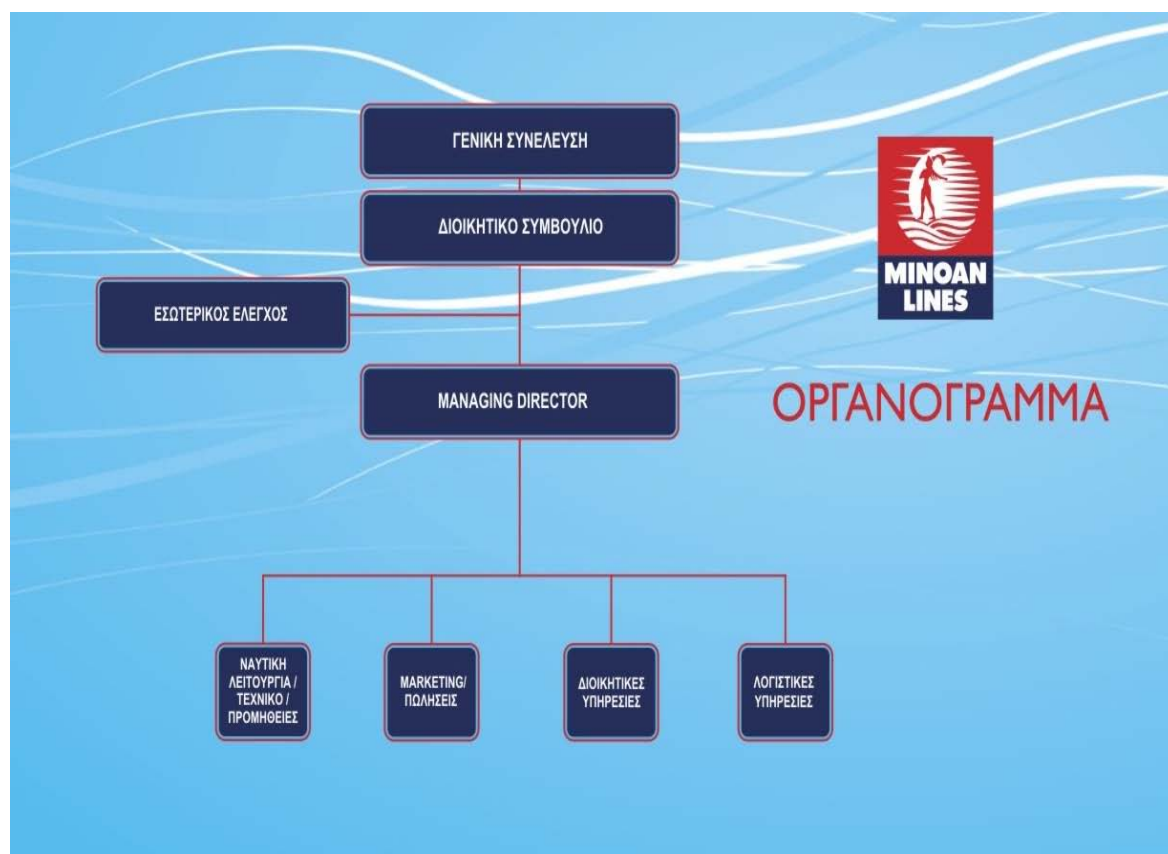 ΓΕΝΙΚΗ ΣΥΝΕΛΕΥΣΗ
ΔΙΟΙΚΗΤΙΚΟ ΣΥΜΒΟΥΛΙΟ
MINOAN
LINES
ΕΣΩΤΕΡΙΚΟΣ ΕΛΕΓΧΟΣ
MANAGING DIRECTOR
ΟΡΓΑΝΟΓΡΑΜΜΑ
ΝΑΥΤΙΚΗ
ΛΕΙΤΟΥΡΓΙΑ /
ΤΕΧΝΙΚΟ /
ΠΡΟΜΗΘΕΙΕΣ
MARKETING/
ΠΩΛΗΣΕΙΣ
ΔΙΟΙΚΗΤΙΚΕΣ
ΥΠΗΡΕΣΙΕΣ
ΛΟΓΙΣΤΙΚΕΣ
ΥΠΗΡΕΣΙΕΣ